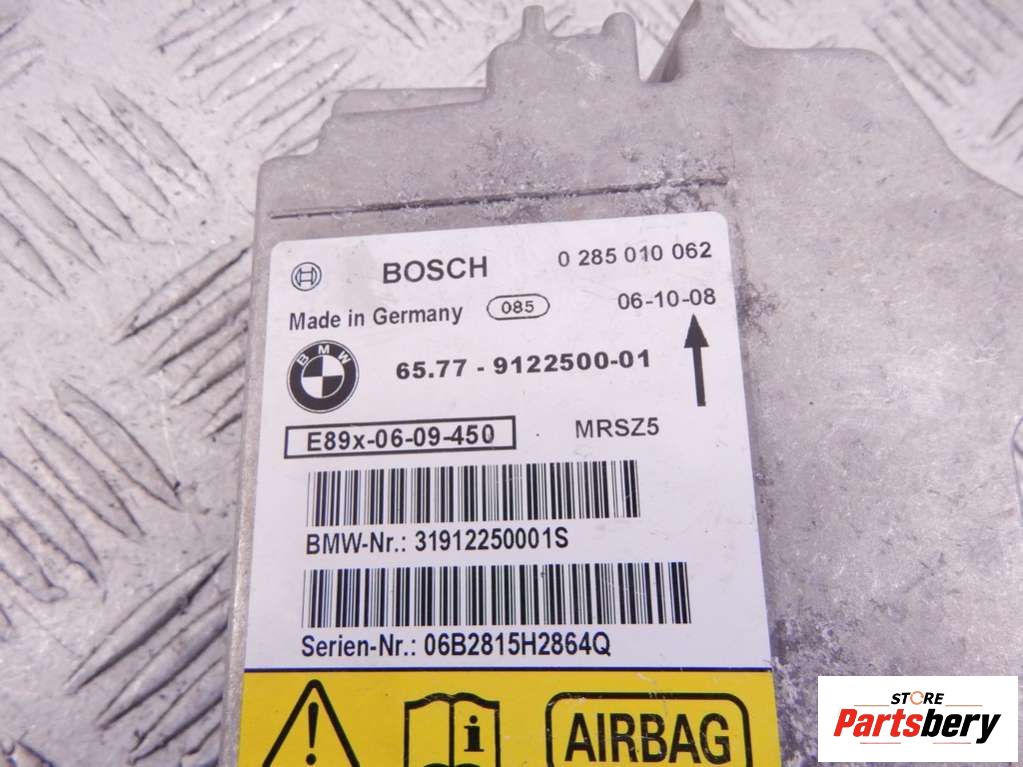 BOSCH 0 285 010 062
Made in Germany 085 06-10-08
BMW 65.77 - 9122500-01
E89x-06-09-450 MRSZ5
BMW-Nr.: 31912250001S
Serien-Nr.: 06B2815H2864Q
! i AIRBAG
STORE
Partsbery